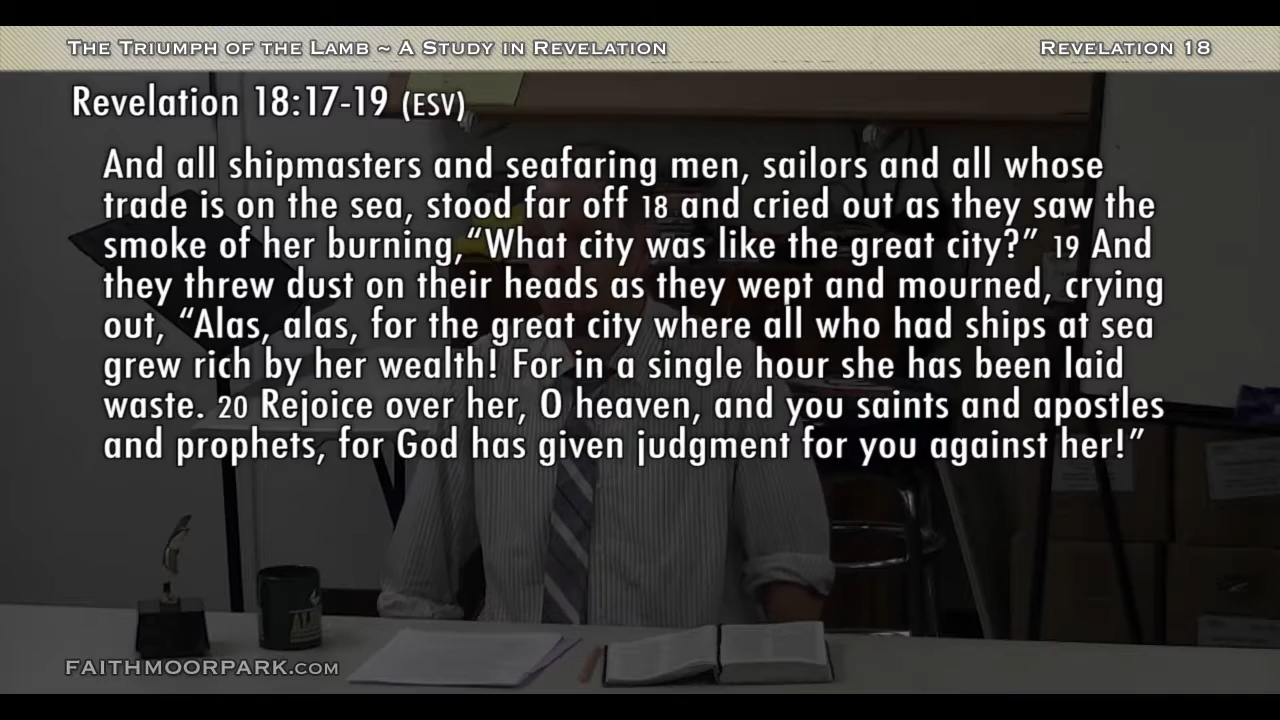 THE TRIUMPH OF THE LAMB ~ A STUDY IN REVELATION
REVELATION 18
Revelation 18:17-19 (ESV)
And all shipmasters and seafaring men, sailors and all whose
trade is on the sea, stood far off 18 and cried out as they saw the
smoke of her burning,“What city was like the great city?” 19 And
they threw dust on their heads as they wept and mourned, crying
out, “Alas, alas, for the great city where all who had ships at sea
grew rich by her wealth! For in a single hour she has been laid
waste. 20 Rejoice over her, O heaven, and you saints and apostles
and prophets, for God has given judgment for you against her!”
FAITHMOORPARK.COM